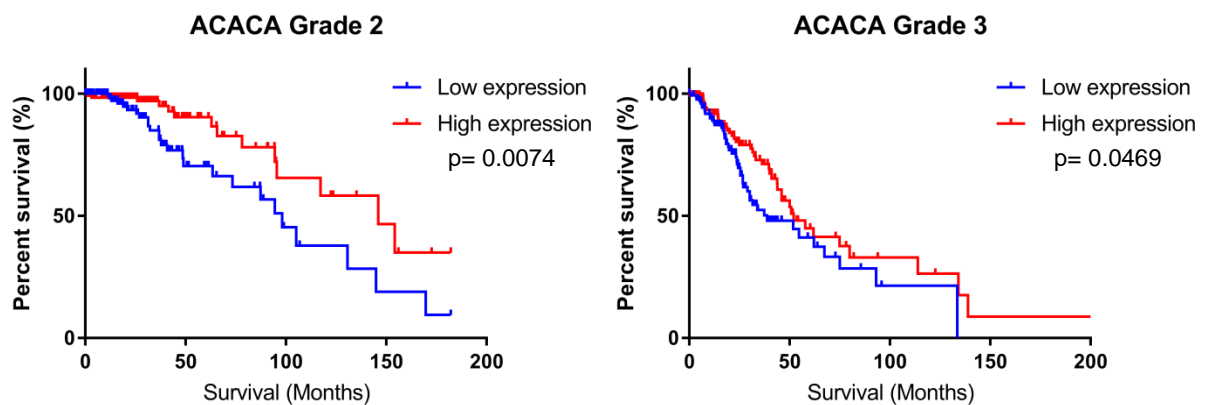 ACACA Grade 2
Percent survival (%)
100
50
0
0 50 100 150 200
Survival (Months)
Low expression
High expression
p= 0.0074
ACACA Grade 3
Percent survival (%)
100
50
0
0 50 100 150 200
Survival (Months)
Low expression
High expression
p= 0.0469